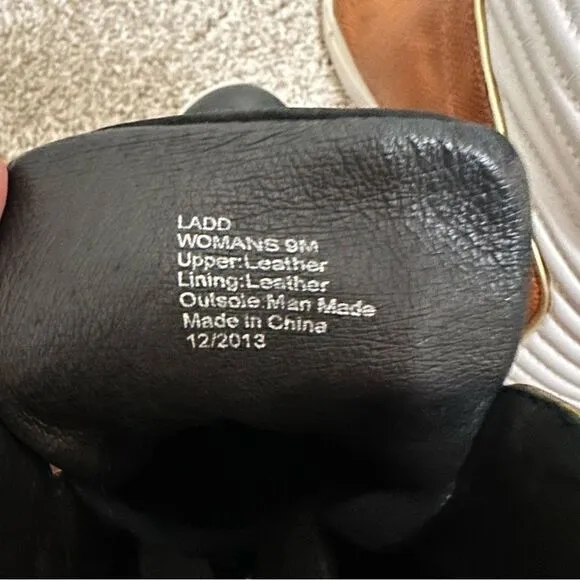 LADD
WOMANS 9M
Upper:Leather
Lining:Leather
Outsole:Man Made
Made in China
12/2013